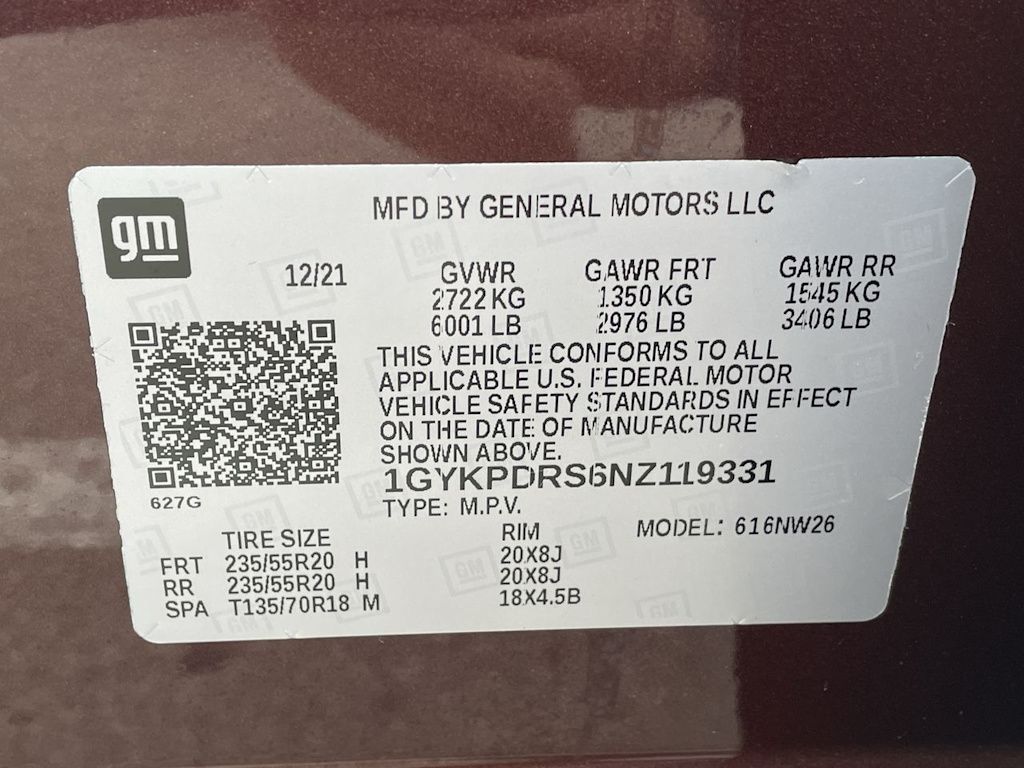 gm
MFD BY GENERAL MOTORS LLC
12/21 GVWR GAWR FRT GAWR RR
2722 KG 1350 KG 1545 KG
6001 LB 2976 LB 3406 LB
THIS VEHICLE CONFORMS TO ALL
APPLICABLE U.S. FEDERAL MOTOR
VEHICLE SAFETY STANDARDS IN EFFECT
ON THE DATE OF MANUFACTURE
SHOWN ABOVE.
1GYKPDRS6NZ119331
627G
TYPE: M.P.V.
MODEL: 616NW26
TIRE SIZE RIM
FRT 235/55R20 H 20X8J
RR 235/55R20 H 20X8J
SPA T135/70R18 M 18X4.5B